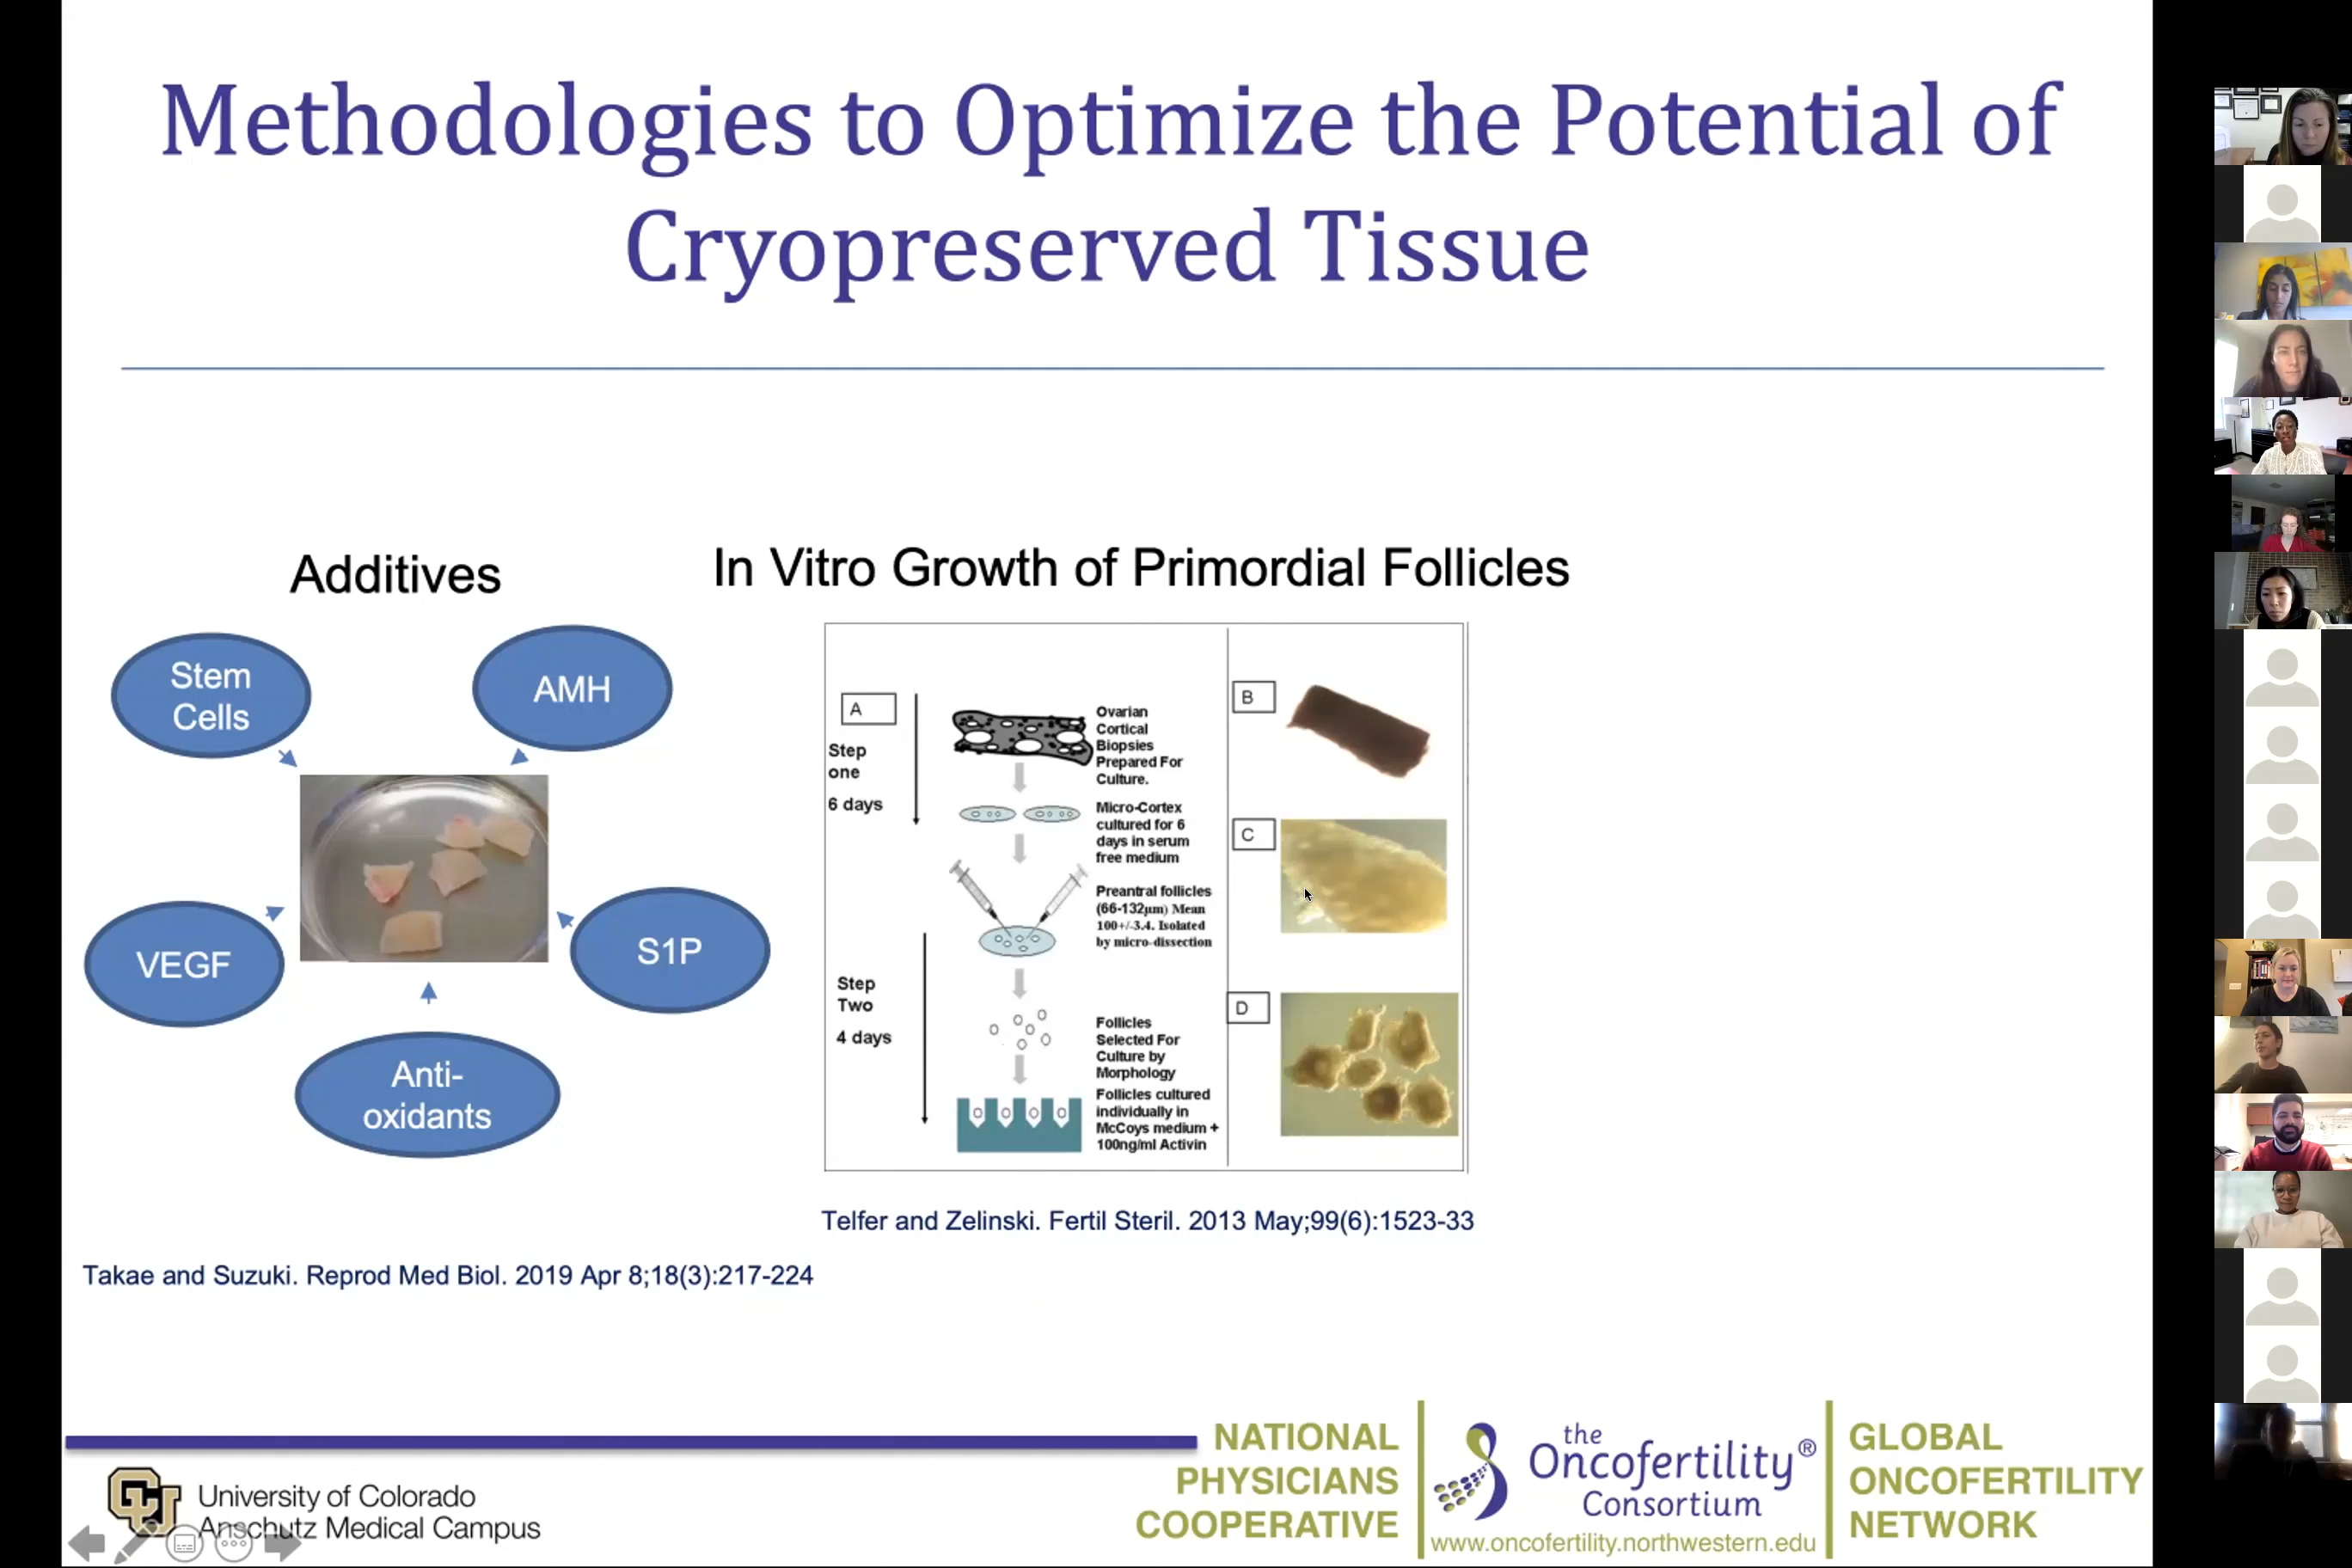 Methodologies to Optimize the Potential of
Cryopreserved Tissue
Additives
Stem
Cells
AMH
VEGF
S1P
Anti-
oxidants
Takae and Suzuki. Reprod Med Biol. 2019 Apr 8;18(3):217-224
In Vitro Growth of Primordial Follicles
A
Step
one
6 days
Ovarian
Cortical
Biopsies
Prepared For
Culture.
Micro-Cortex
cultured for 6
days in serum
free medium
Preantral follicles
(66-132µm) Mean
100+/-3.4. Isolated
by micro-dissection
Step
Two
4 days
Follicles
Selected For
Culture by
Morphology
Follicles cultured
individually in
McCoys medium +
100ng/ml Activin
B
C
D
Telfer and Zelinski. Fertil Steril. 2013 May;99(6):1523-33
University of Colorado
Anschutz Medical Campus
NATIONAL
PHYSICIANS
COOPERATIVE
the
Oncofertility®
Consortium
www.oncofertility.northwestern.edu
GLOBAL
ONCOFERTILITY
NETWORK